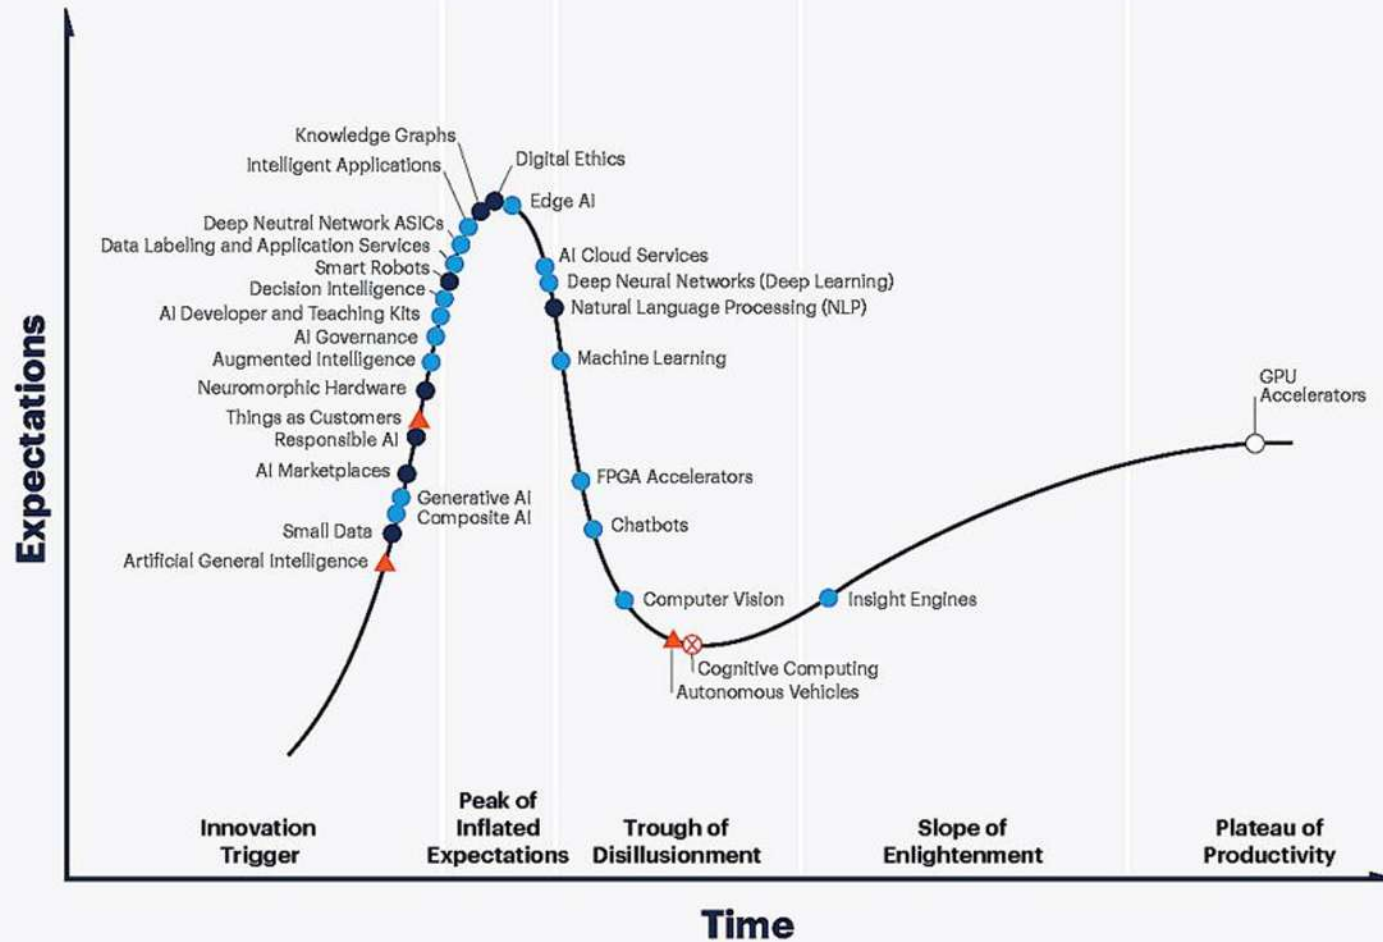 Expectations
Knowledge Graphs
Intelligent Applications
Digital Ethics
Edge AI
Deep Neutral Network ASICs
Data Labeling and Application Services
Smart Robots
Decision Intelligence
AI Developer and Teaching Kits
AI Governance
Augmented Intelligence
Neuromorphic Hardware
Things as Customers
Responsible AI
AI Marketplaces
Generative AI
Composite AI
Small Data
Artificial General Intelligence
AI Cloud Services
Deep Neural Networks (Deep Learning)
Natural Language Processing (NLP)
Machine Learning
FPGA Accelerators
Chatbots
Computer Vision
Cognitive Computing
Autonomous Vehicles
Insight Engines
GPU
Accelerators
Innovation
Trigger
Peak of
Inflated
Expectations
Trough of
Disillusionment
Slope of
Enlightenment
Plateau of
Productivity
Time